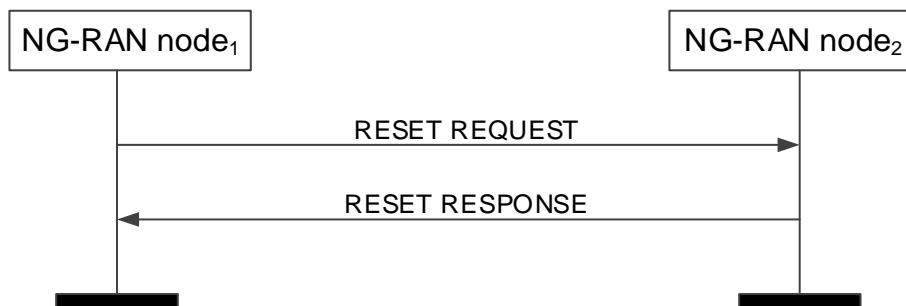 NG-RAN node₁
NG-RAN node₂
RESET REQUEST
RESET RESPONSE